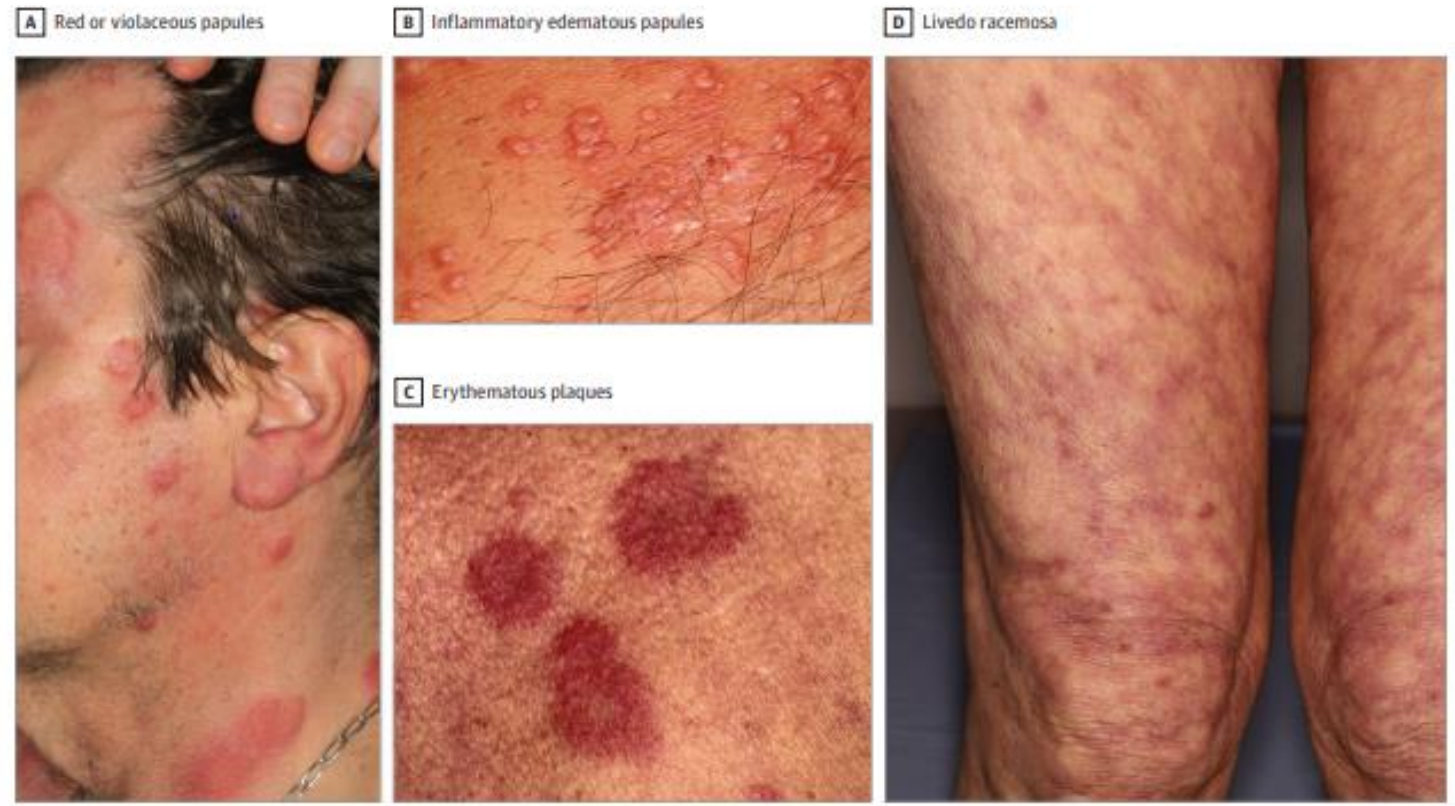 A Red or violaceous papules
B Inflammatory edematous papules
C Erythematous plaques
D Livedo racemosa